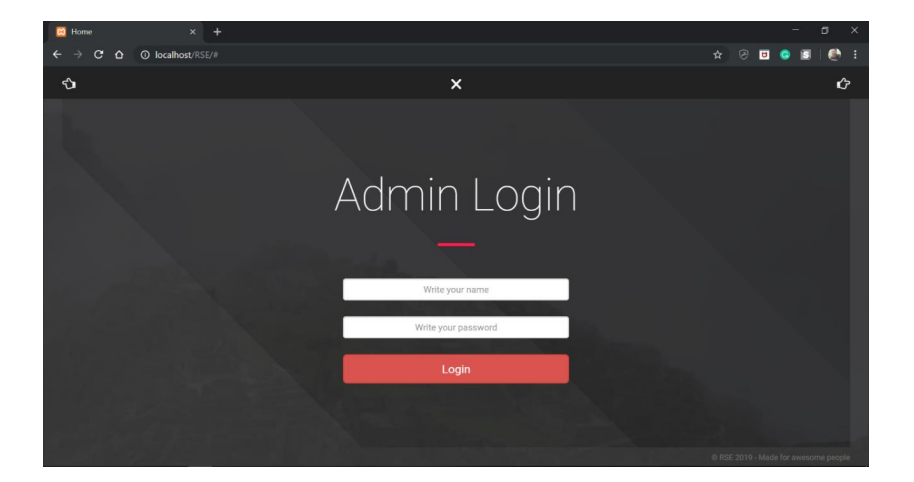 Home
localhost/RSE/#
Admin Login
Write your name
Write your password
Login
© RSE 2019 - Made for awesome people